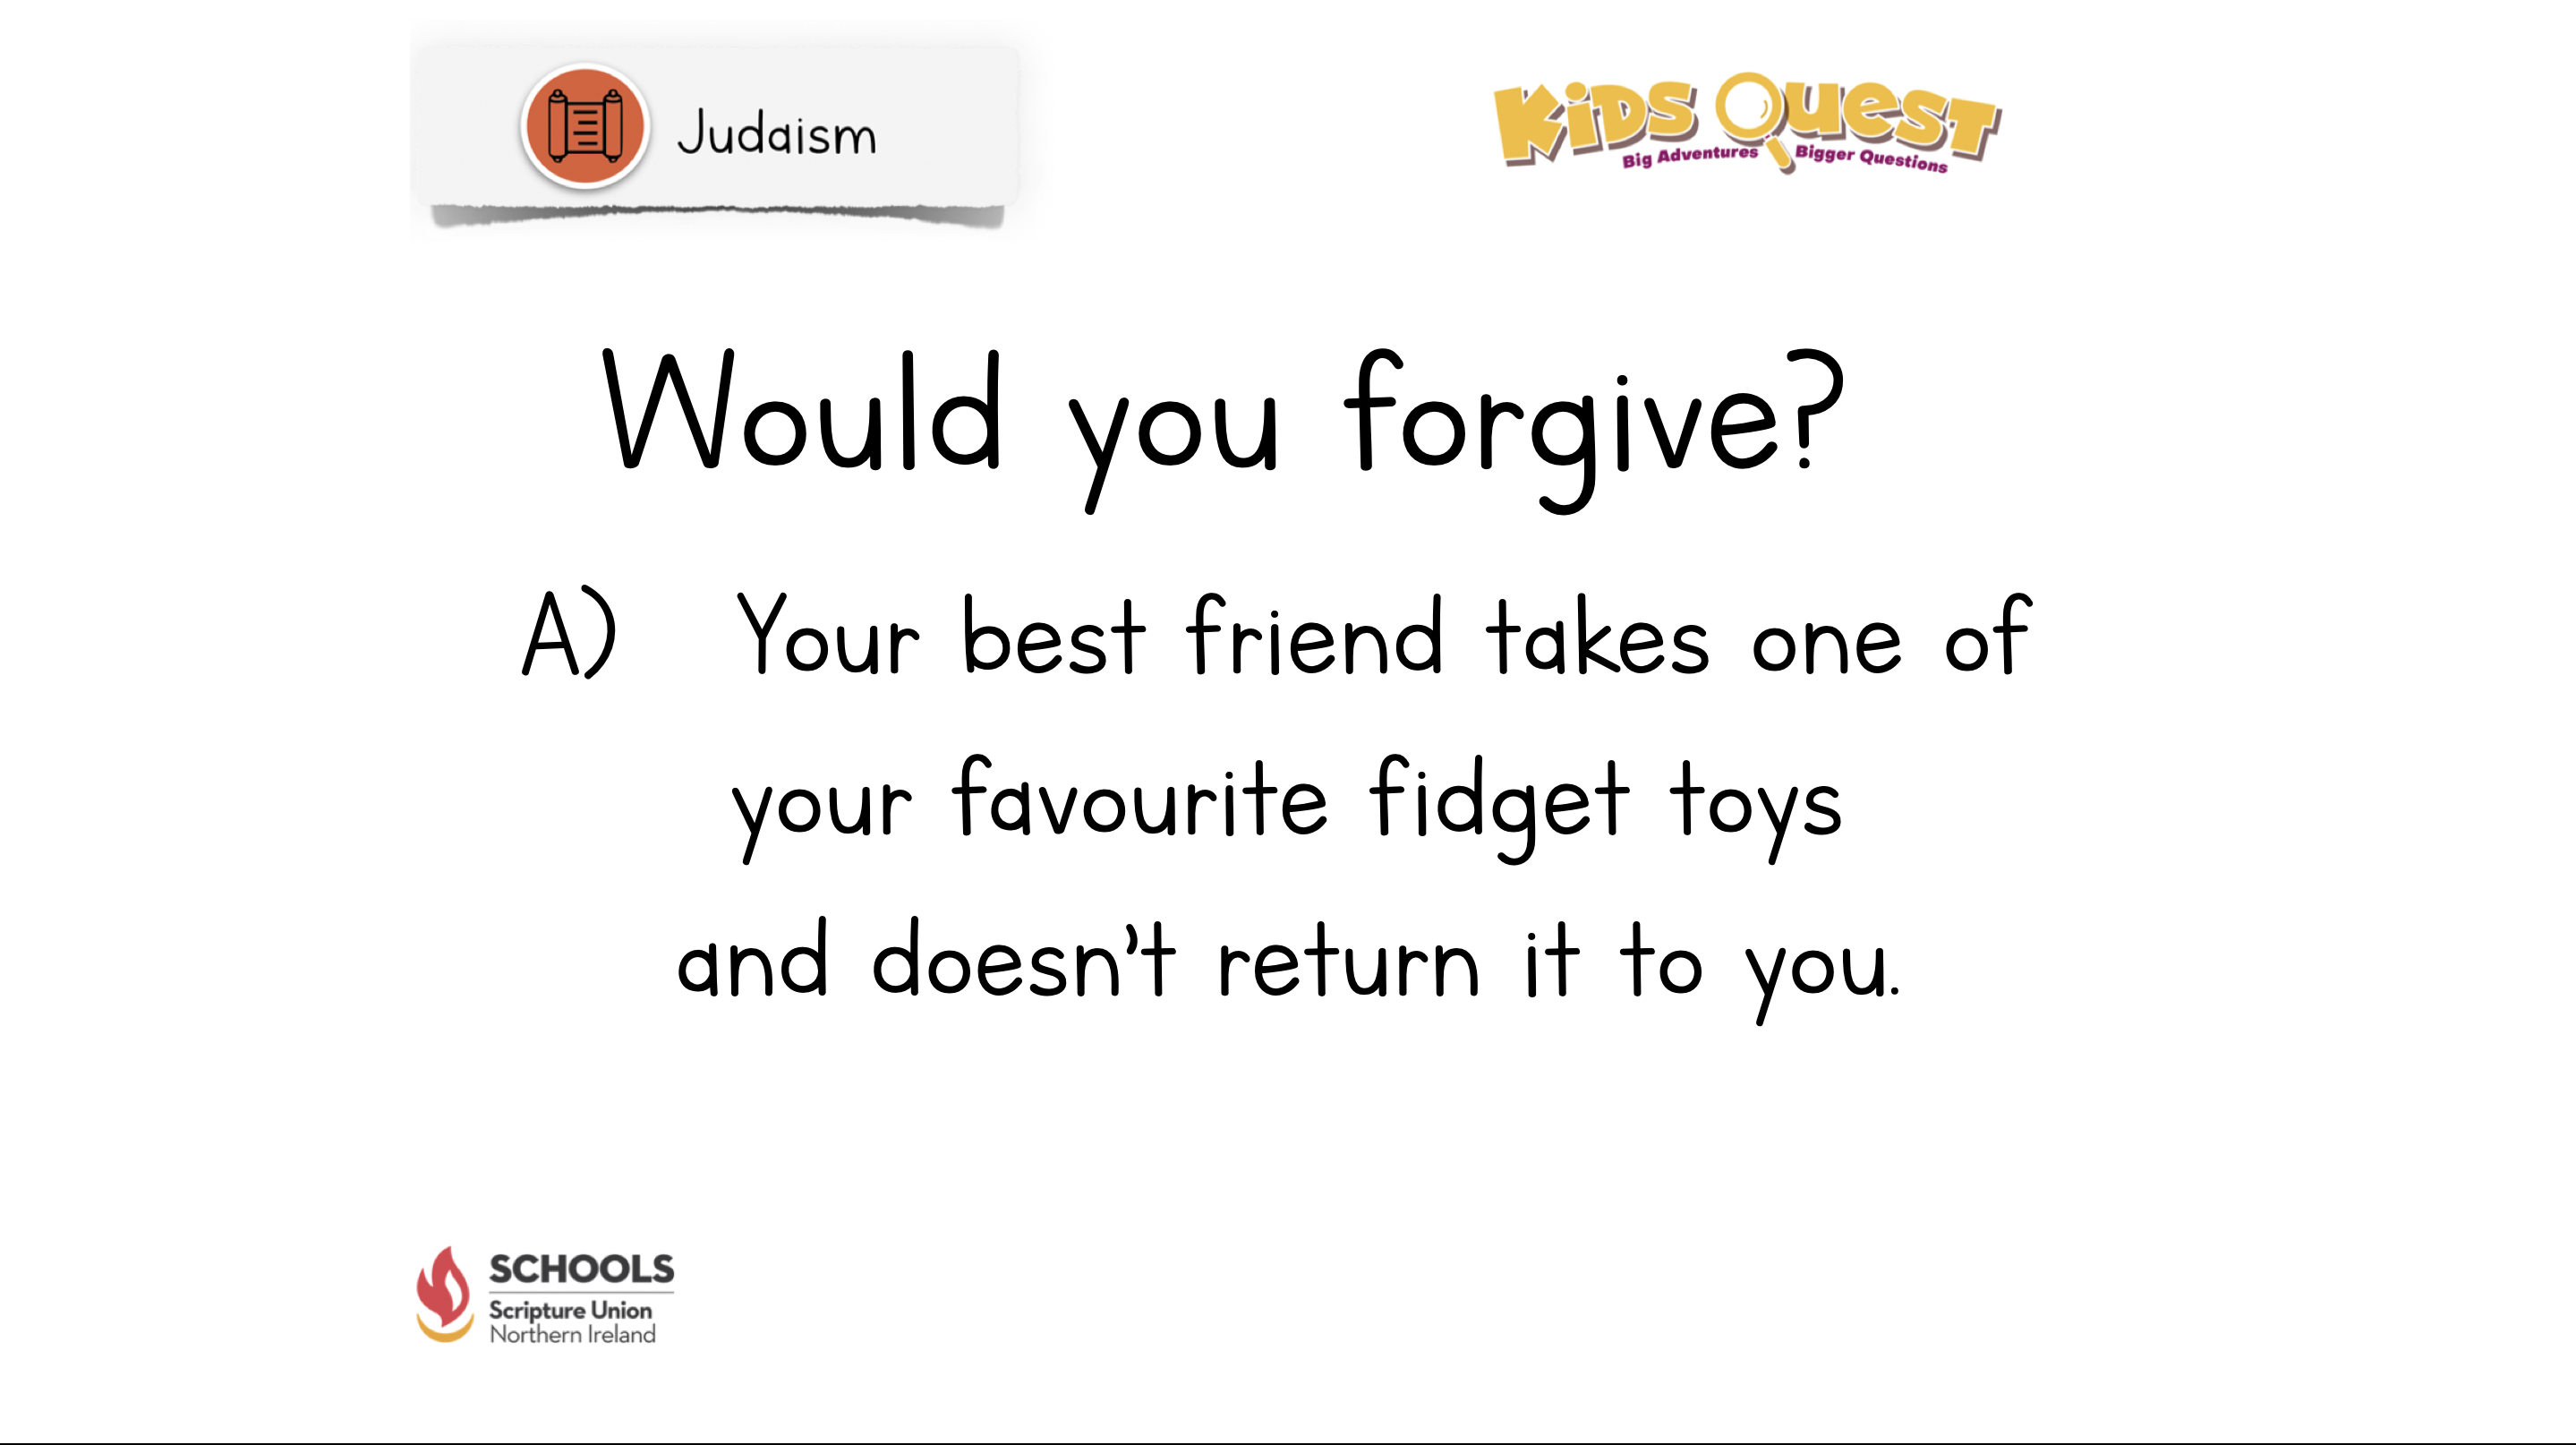 Judaism
KiDS QUEST
Big Adventures Bigger Questions
Would you forgive?
A) Your best friend takes one of
your favourite fidget toys
and doesn't return it to you.
SCHOOLS
Scripture Union
Northern Ireland